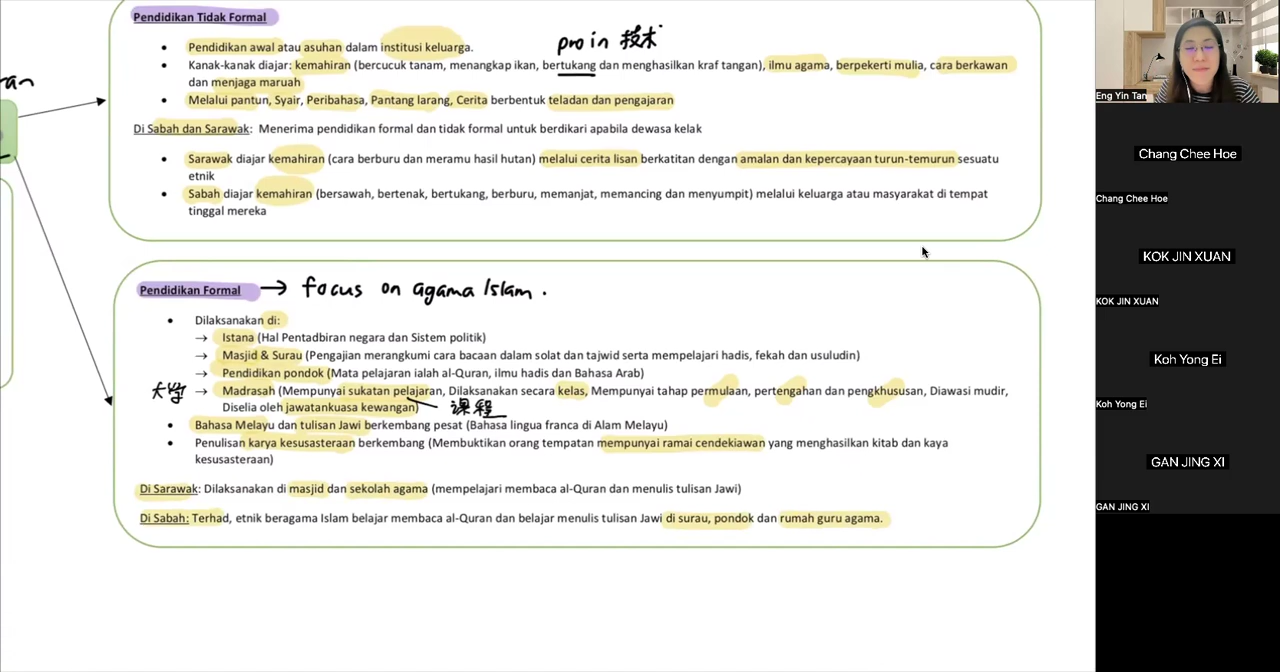 ran
Pendidikan Tidak Formal
• Pendidikan awal atau asuhan dalam institusi keluarga.
pro in 技术
• Kanak-kanak diajar: kemahiran (bercucuk tanam, menangkap ikan, bertukang dan menghasilkan kraf tangan), ilmu agama, berpekerti mulia, cara berkawan
dan menjaga maruah
• Melalui pantun, Syair, Peribahasa, Pantang larang, Cerita berbentuk teladan dan pengajaran
Di Sabah dan Sarawak: Menerima pendidikan formal dan tidak formal untuk berdikari apabila dewasa kelak
• Sarawak diajar kemahiran (cara berburu dan meramu hasil hutan) melalui cerita lisan berkatitan dengan amalan dan kepercayaan turun-temurun sesuatu
etnik
• Sabah diajar kemahiran (bersawah, bertenak, bertukang, berburu, memanjat, memancing dan menyumpit) melalui keluarga atau masyarakat di tempat
tinggal mereka
Pendidikan Formal → focus on agama Islam.
• Dilaksanakan di:
→ Istana (Hal Pentadbiran negara dan Sistem politik)
→ Masjid & Surau (Pengajian merangkumi cara bacaan dalam solat dan tajwid serta mempelajari hadis, fekah dan usuludin)
→ Pendidikan pondok (Mata pelajaran ialah al-Quran, ilmu hadis dan Bahasa Arab)
大学 → Madrasah (Mempunyai sukatan pelajaran, Dilaksanakan secara kelas, Mempunyai tahap permulaan, pertengahan dan pengkhususan, Diawasi mudir,
Diselia oleh jawatankuasa kewangan) 课程
• Bahasa Melayu dan tulisan Jawi berkembang pesat (Bahasa lingua franca di Alam Melayu)
• Penulisan karya kesusasteraan berkembang (Membuktikan orang tempatan mempunyai ramai cendekiawan yang menghasilkan kitab dan kaya
kesusasteraan)
Di Sarawak: Dilaksanakan di masjid dan sekolah agama (mempelajari membaca al-Quran dan menulis tulisan Jawi)
Di Sabah: Terhad, etnik beragama Islam belajar membaca al-Quran dan belajar menulis tulisan Jawi di surau, pondok dan rumah guru agama.
Eng Yin Tan
Chang Chee Hoe
Chang Chee Hoe
KOK JIN XUAN
KOK JIN XUAN
Koh Yong Ei
Koh Yong Ei
GAN JING XI
GAN JING XI